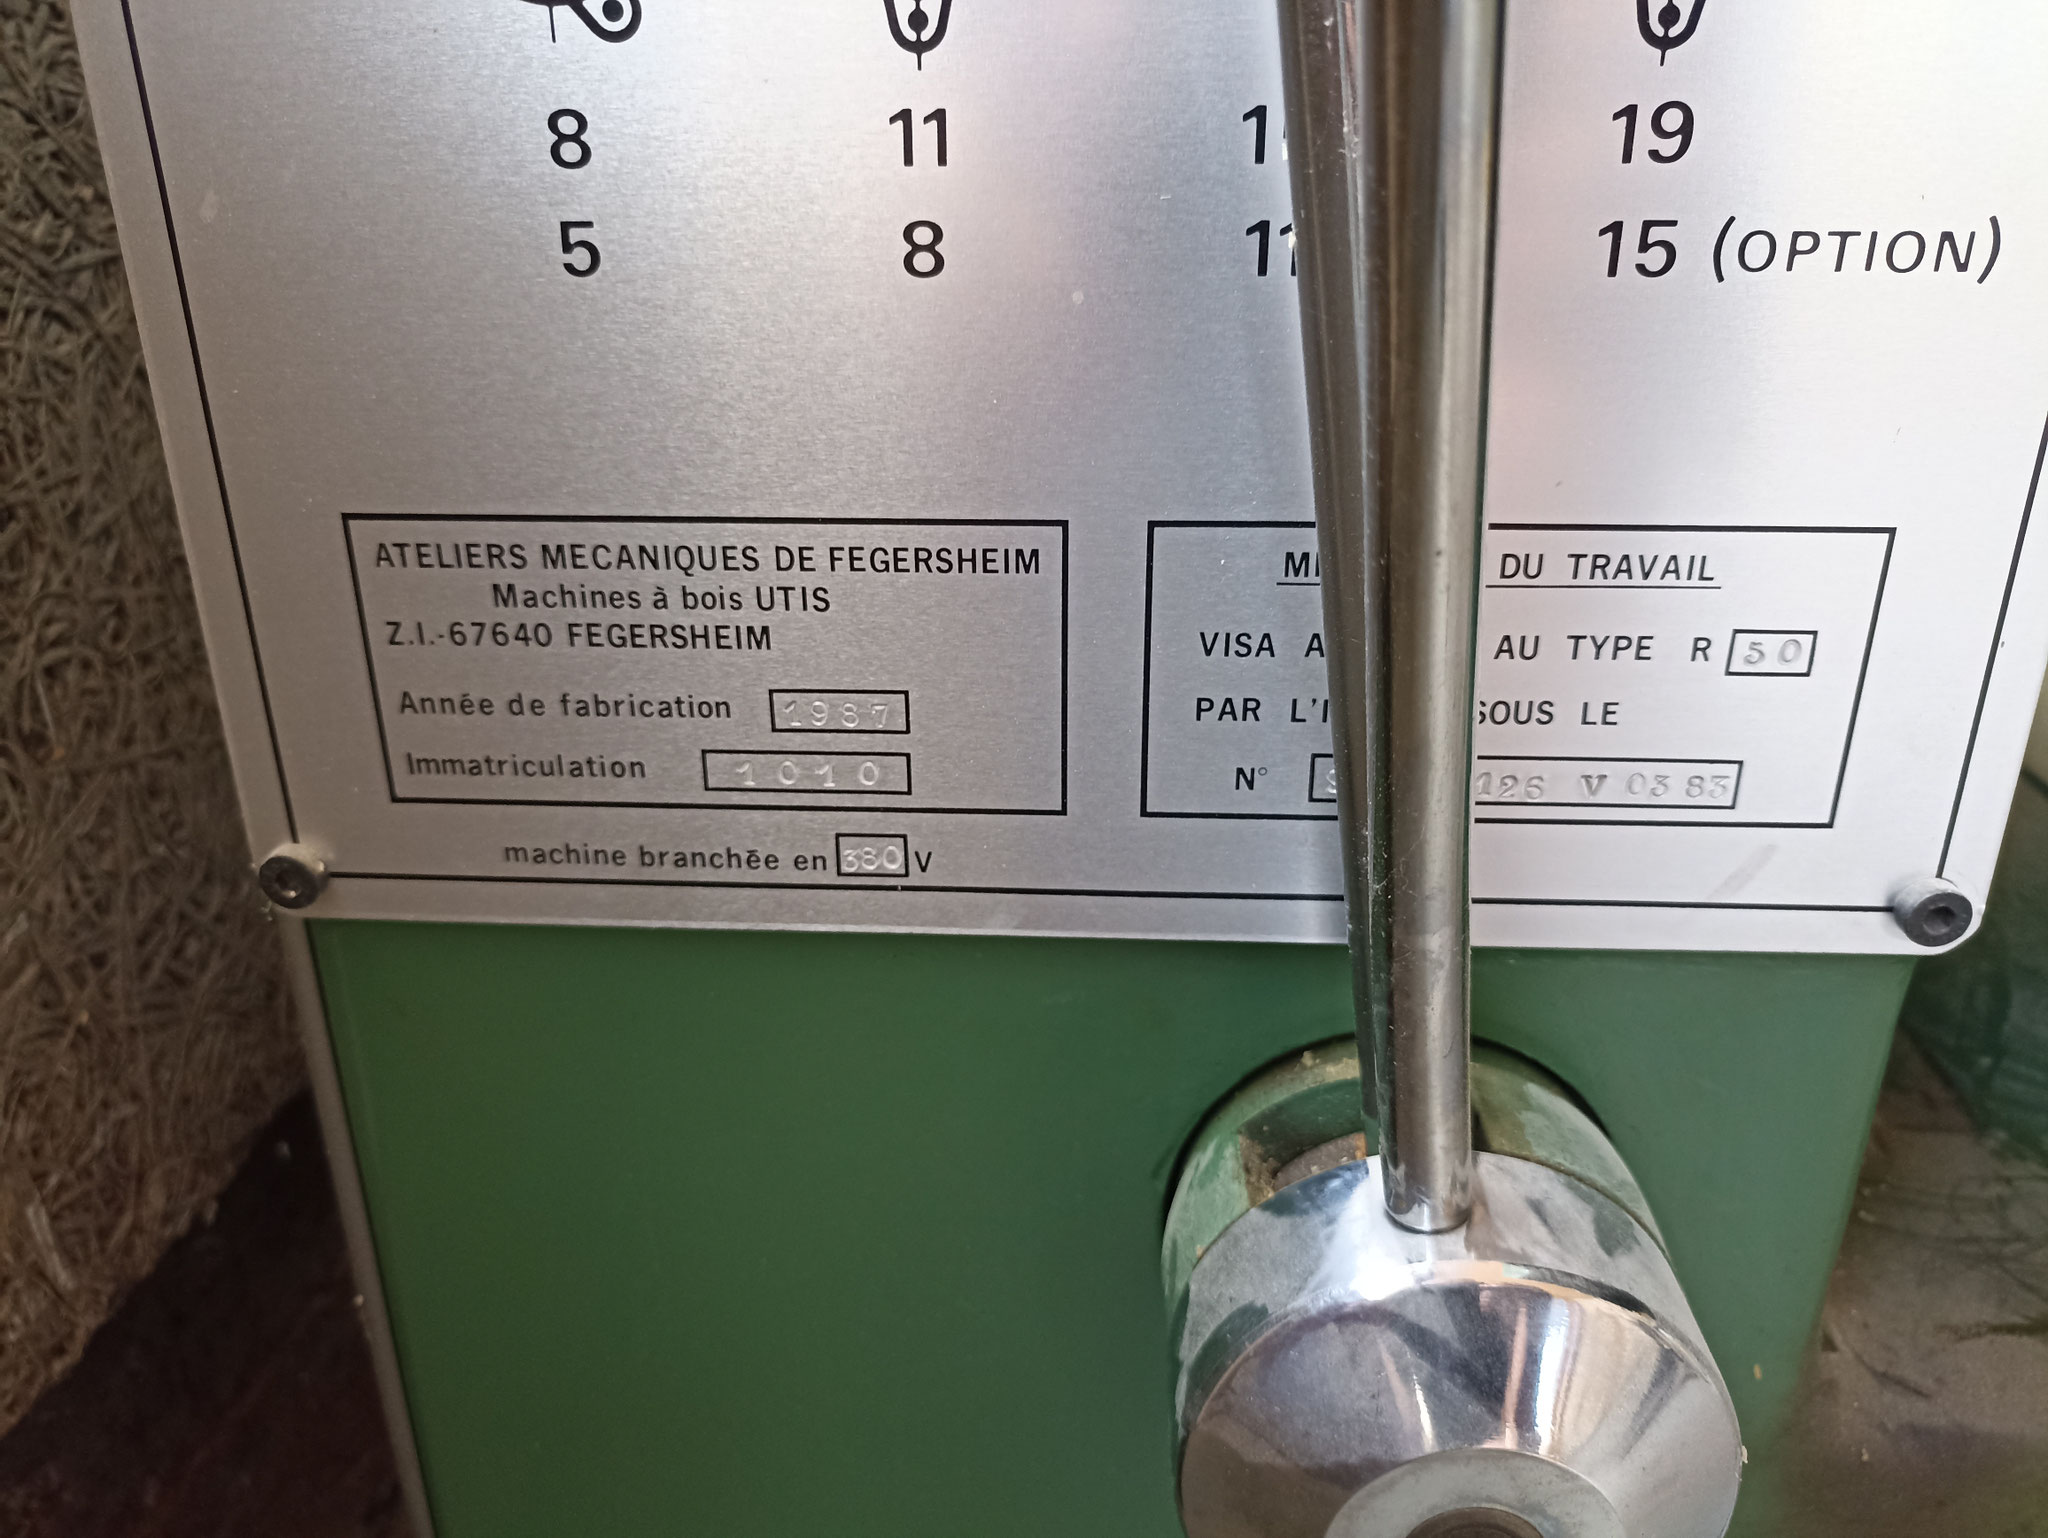 8 11 19
5 8 11 15 (OPTION)
ATELIERS MECANIQUES DE FEGERSHEIM
Machines à bois UTIS
Z.I.-67640 FEGERSHEIM
Année de fabrication 1987
Immatriculation 1010
machine branchée en 380 V
DU TRAVAIL
VISA AU TYPE R 50
PAR SOUS LE
N° 126 V 03 83